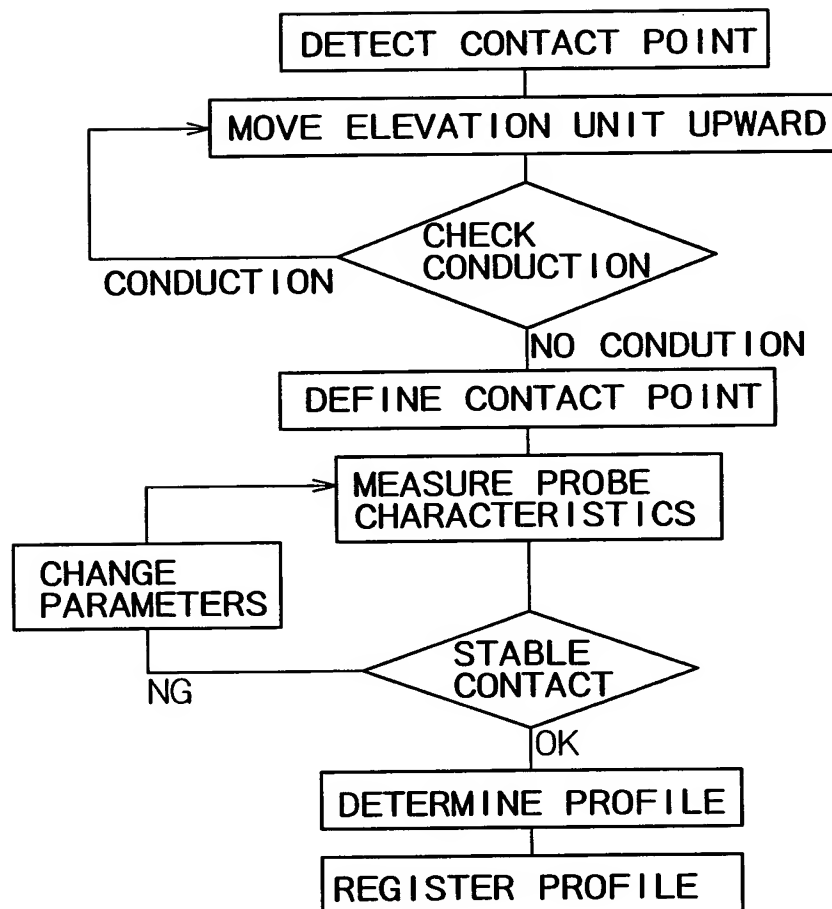 DETECT CONTACT POINT
MOVE ELEVATION UNIT UPWARD
CHECK
CONDUCTION
CONDUCTION
NO CONDUTION
DEFINE CONTACT POINT
MEASURE PROBE
CHARACTERISTICS
CHANGE
PARAMETERS
STABLE
CONTACT
NG
OK
DETERMINE PROFILE
REGISTER PROFILE